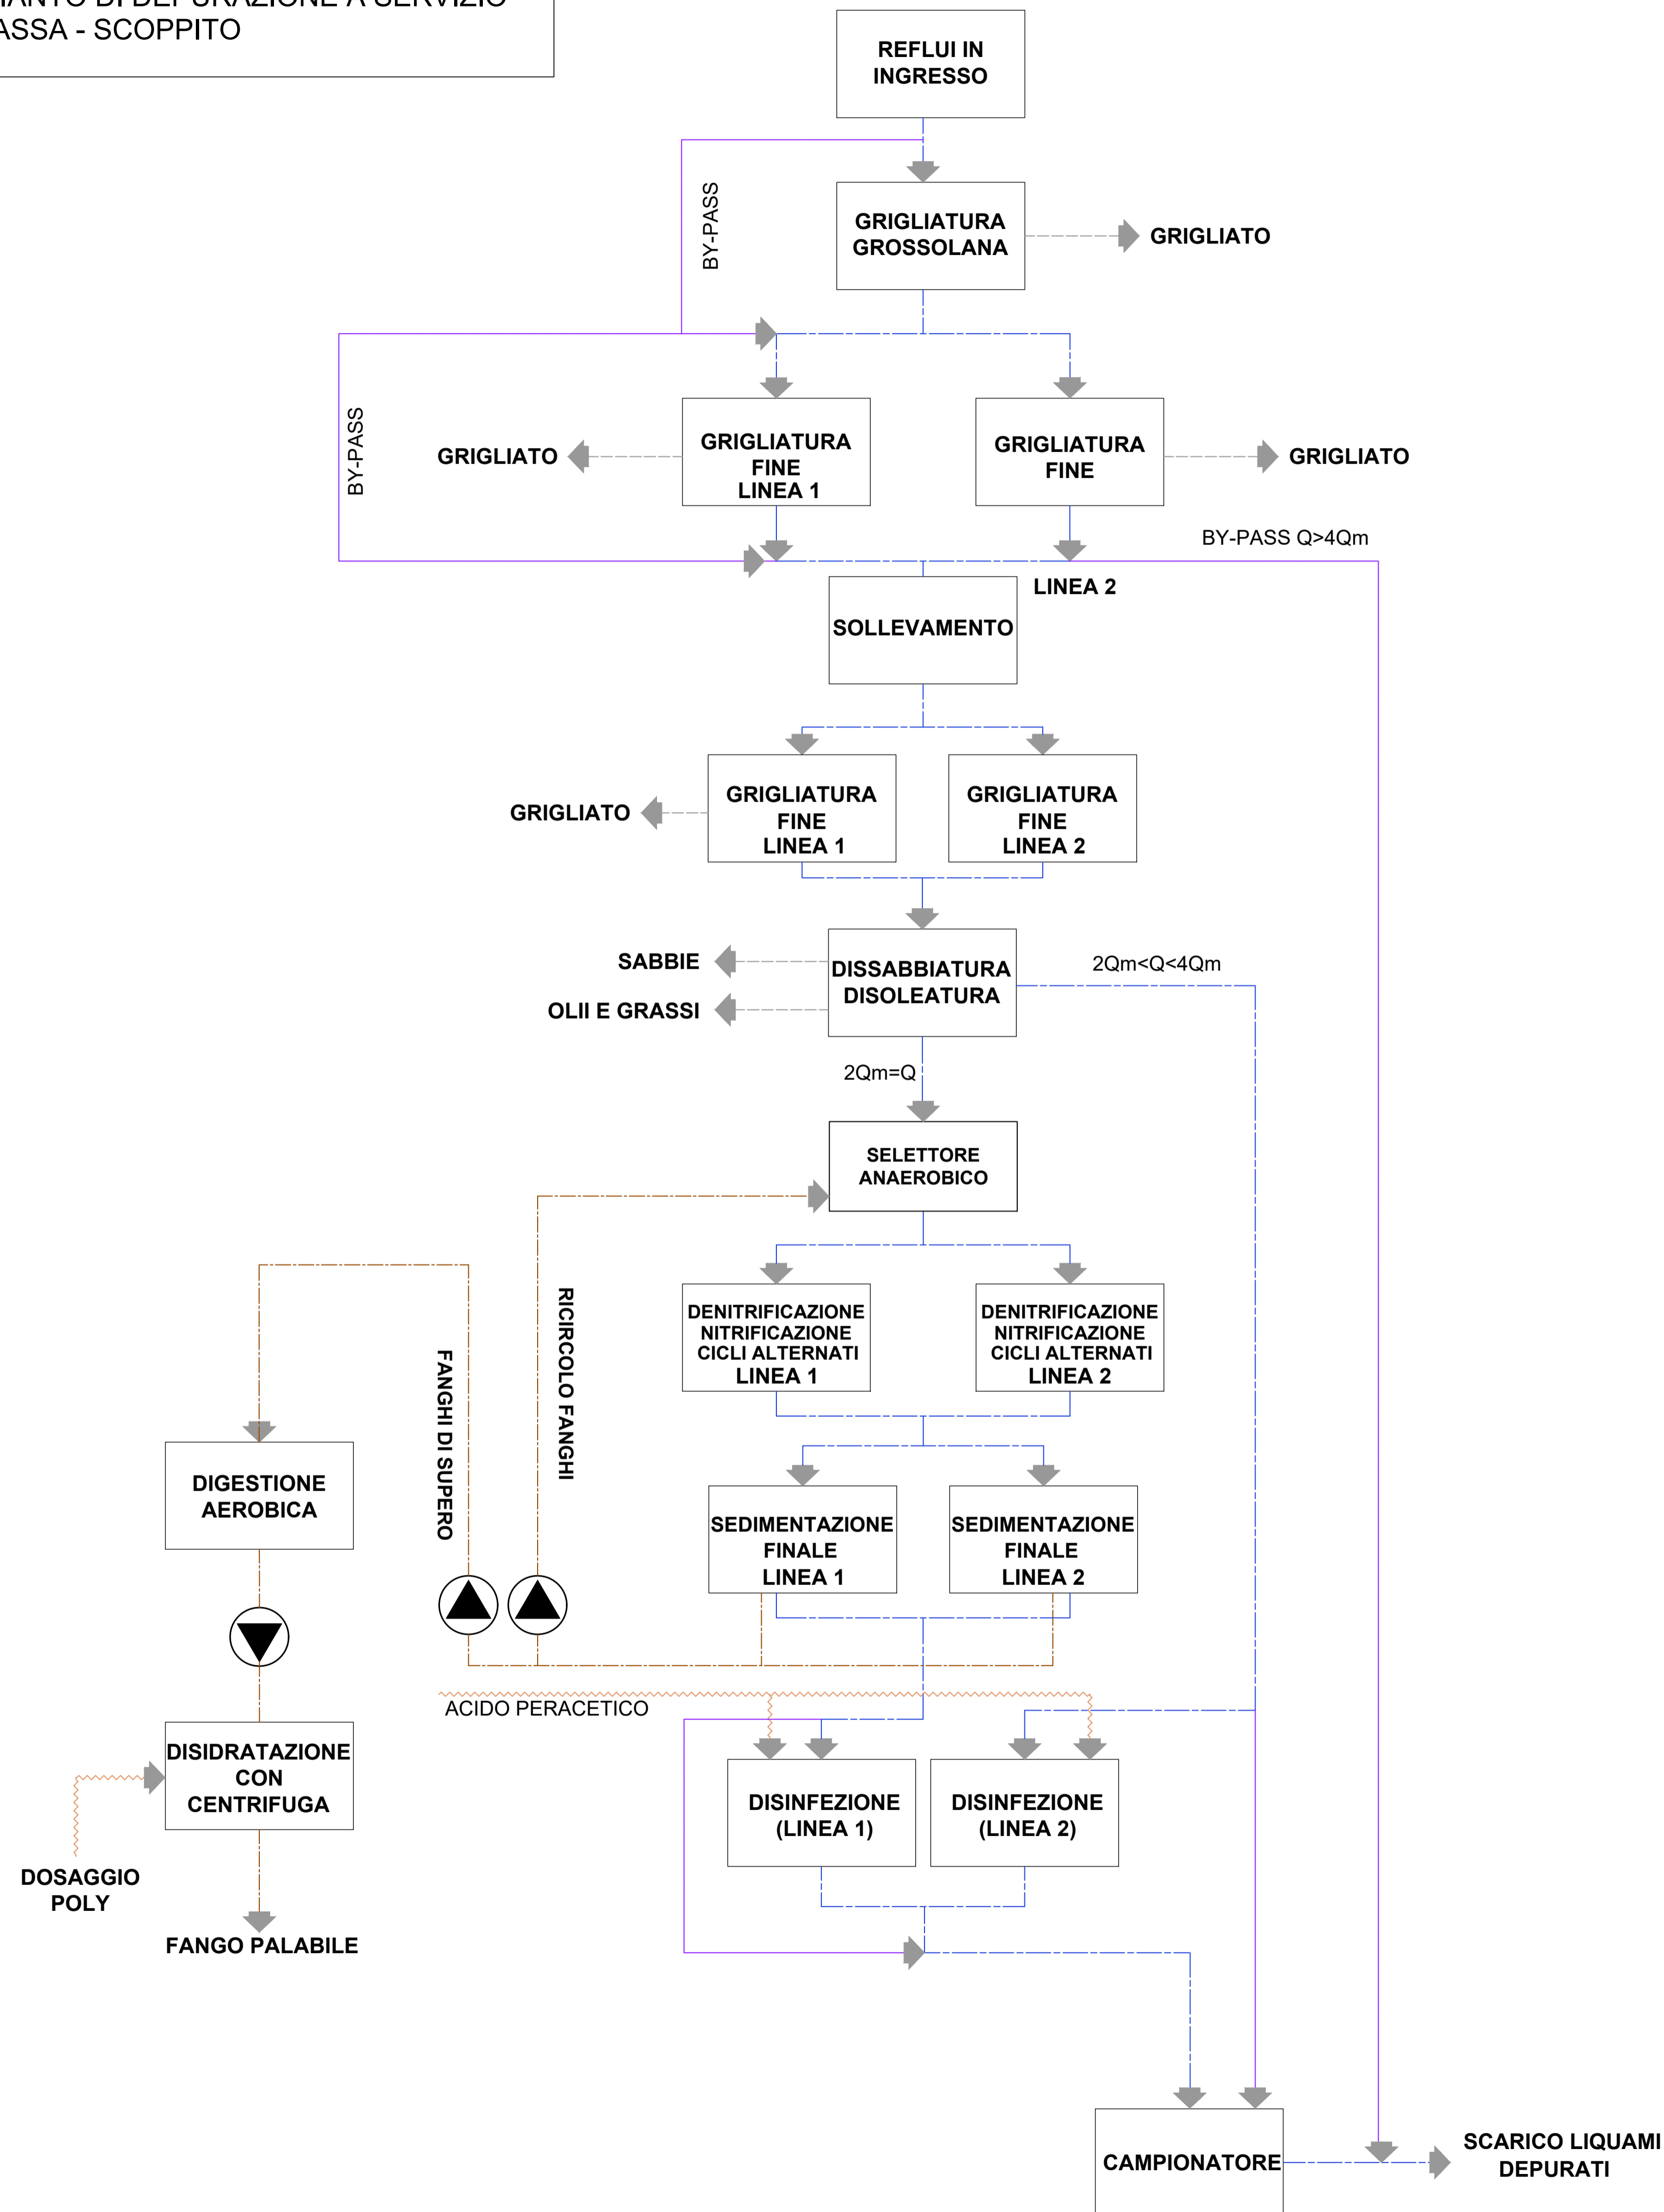 DI DEPURAZIONE A SERVIZIO
- SCOPPITO
REFLUI IN
INGRESSO
BY-PASS
GRIGLIATURA
GROSSOLANA
GRIGLIATO
BY-PASS
GRIGLIATO
GRIGLIATURA
FINE
LINEA 1
GRIGLIATURA
FINE
GRIGLIATO
BY-PASS Q>4Qm
LINEA 2
SOLLEVAMENTO
GRIGLIATO
GRIGLIATURA
FINE
LINEA 1
GRIGLIATURA
FINE
LINEA 2
SABBIE
OLII E GRASSI
DISSABBIATURA
DISOLEATURA
2Qm<Q<4Qm
2Qm=Q
SELETTORE
ANAEROBICO
FANGHI DI SUPERO
RICIRCOLO FANGHI
DENITRIFICAZIONE
NITRIFICAZIONE
CICLI ALTERNATI
LINEA 1
DENITRIFICAZIONE
NITRIFICAZIONE
CICLI ALTERNATI
LINEA 2
DIGESTIONE
AEROBICA
SEDIMENTAZIONE
FINALE
LINEA 1
SEDIMENTAZIONE
FINALE
LINEA 2
ACIDO PERACETICO
DISIDRATAZIONE
CON
CENTRIFUGA
DISINFEZIONE
(LINEA 1)
DISINFEZIONE
(LINEA 2)
DOSAGGIO
POLY
FANGO PALABILE
CAMPIONATORE
SCARICO LIQUAMI
DEPURATI